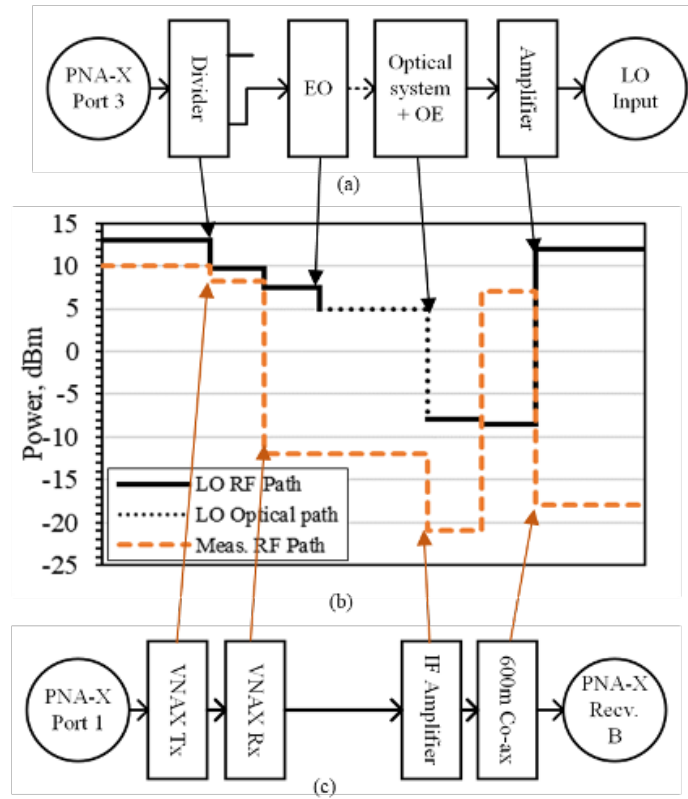 PNA-X
Port 3
Divider
EO
Optical
system
+ OE
Amplifier
LO
Input
(a)
15
10
5
0
-5
-10
-15
-20
-25
Power, dBm
LO RF Path
LO Optical path
Meas. RF Path
(b)
PNA-X
Port 1
VNAX Tx
VNAX Rx
IF Amplifier
600m Co-ax
PNA-X
Recv.
B
(c)